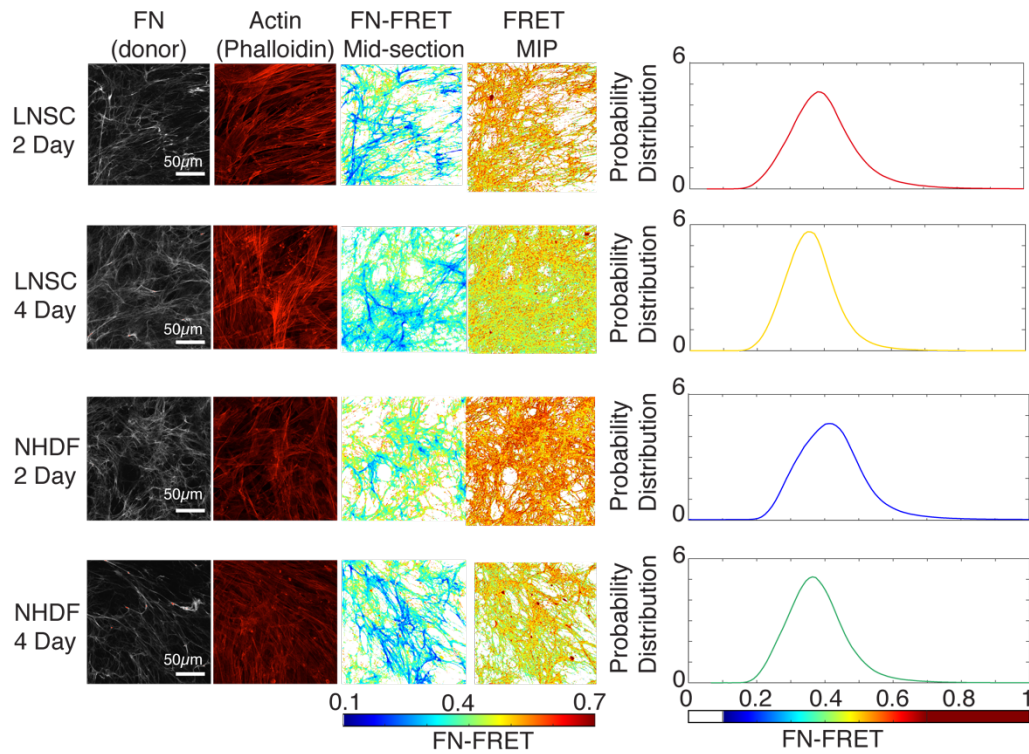 FN
(donor)
Actin
(Phalloidin)
FN-FRET
Mid-section
FRET
MIP
LNSC
2 Day
50µm
Probability
Distribution
6
0
LNSC
4 Day
50µm
Probability
Distribution
6
0
NHDF
2 Day
50µm
Probability
Distribution
6
0
NHDF
4 Day
50µm
Probability
Distribution
6
0
0 0.2 0.4 0.6 0.8 1
0.1 0.4 0.7
FN-FRET
FN-FRET